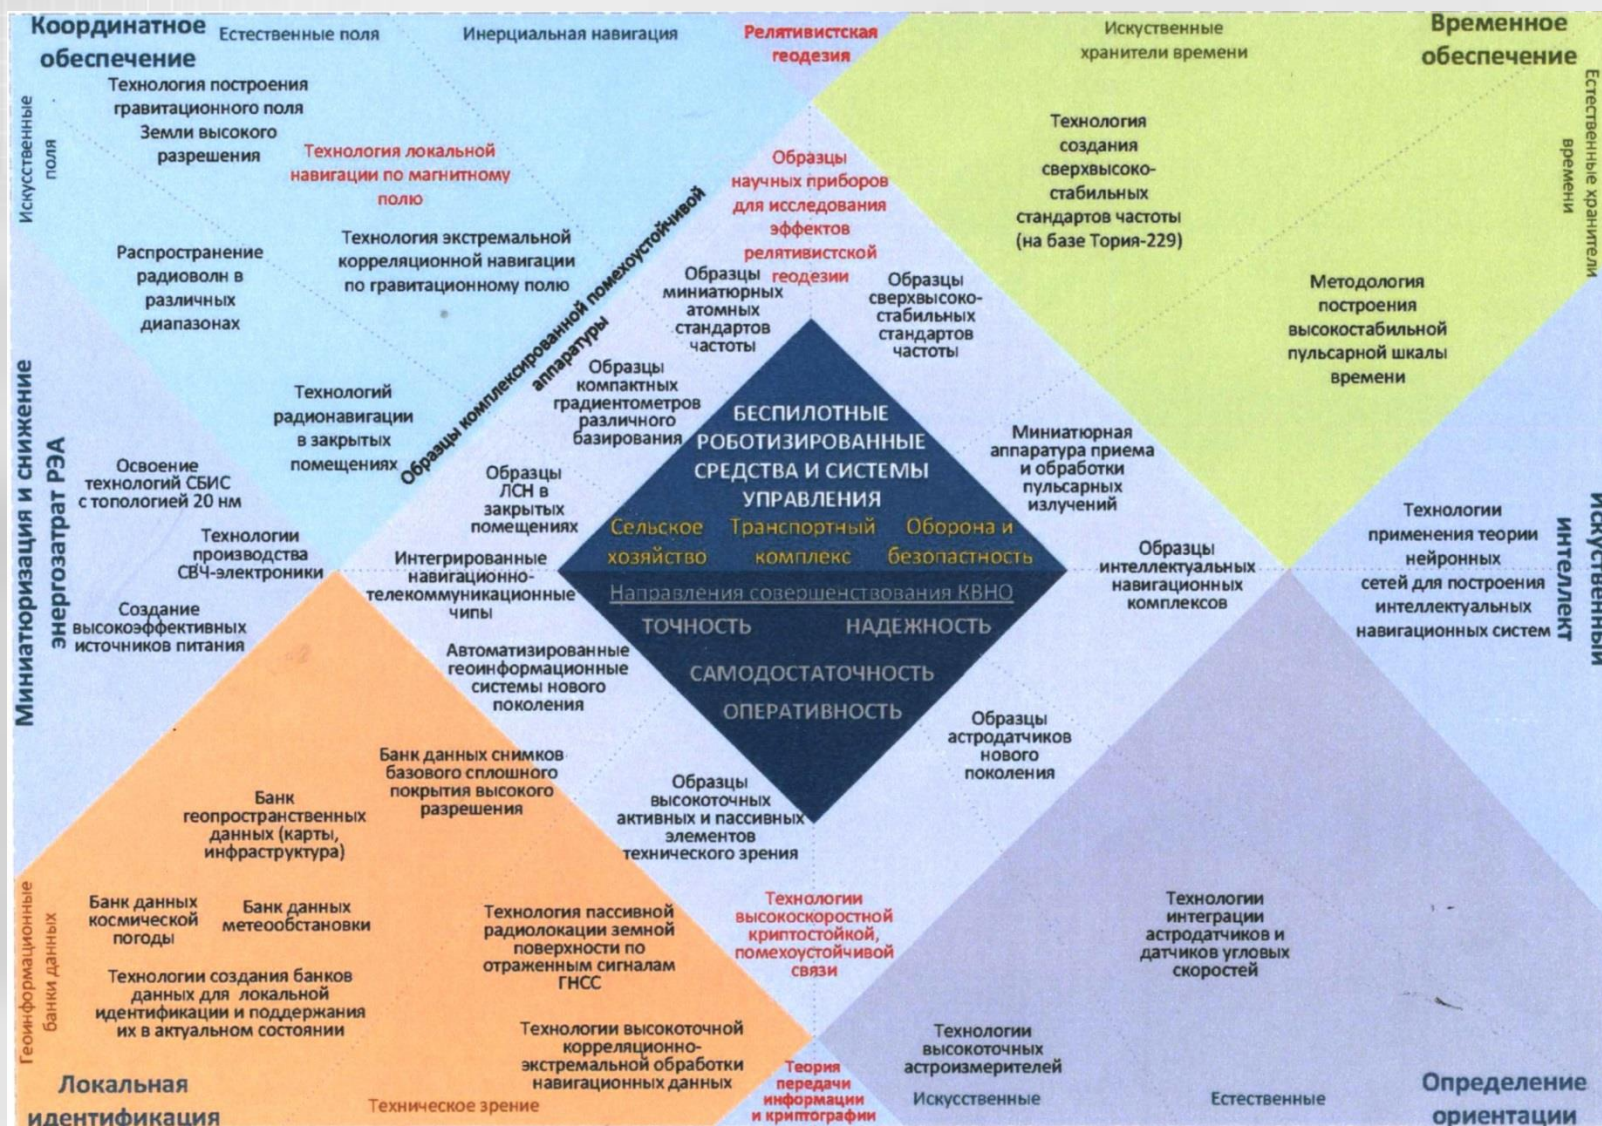 Координатное
обеспечение
Естественные поля
Инерциальная навигация
Релятивистская
геодезия
Искуственные
хранители времени
Временное
обеспечение
Искусственные
поля
Технология построения
гравитационного поля
Земли высокого
разрешения
Технология локальной
навигации по магнитному
полю
Распространение
радиоволн в
различных
диапазонах
Технология экстремальной
корреляционной навигации
по гравитационному полю
Технологий
радионавигации
в закрытых
помещениях
Образцы комплексированной помехоустойчивой
аппаратуры
Образцы
научных приборов
для исследования
эффектов
релятивистской
геодезии
Образцы
миниатюрных
атомных
стандартов
частоты
Образцы
сверхвысоко-
стабильных
стандартов
частоты
Технология
создания
сверхвысоко-
стабильных
стандартов частоты
(на базе Тория-229)
Естественные хранители
времени
Методология
построения
высокостабильной
пульсарной шкалы
времени
Миниатюризация и снижение
энергозатрат РЭА
Освоение
технологий СБИС
с топологией 20 нм
Технологии
производства
СВЧ-электроники
Создание
высокоэффективных
источников питания
Образцы
компактных
градиентометров
различного
базирования
Образцы
ЛСН в
закрытых
помещениях
Интегрированные
навигационно-
телекоммуникационные
чипы
Автоматизированные
геоинформационные
системы нового
поколения
БЕСПИЛОТНЫЕ
РОБОТИЗИРОВАННЫЕ
СРЕДСТВА И СИСТЕМЫ
УПРАВЛЕНИЯ
Сельское
хозяйство
Транспортный
комплекс
Оборона и
безопастность
Направления совершенствования КВНО
ТОЧНОСТЬ
НАДЕЖНОСТЬ
САМОДОСТАТОЧНОСТЬ
ОПЕРАТИВНОСТЬ
Миниатюрная
аппаратура приема
и обработки
пульсарных
излучений
Образцы
интеллектуальных
навигационных
комплексов
Технологии
применения теории
нейронных
сетей для построения
интеллектуальных
навигационных систем
Искуственный
интеллект
Образцы
астродатчиков
нового
поколения
Образцы
высокоточных
активных и пассивных
элементов
технического зрения
Банк данных снимков
базового сплошного
покрытия высокого
разрешения
Банк
геопространственных
данных (карты,
инфраструктура)
Банк данных
космической
погоды
Банк данных
метеообстановки
Технологии создания банков
данных для локальной
идентификации и поддержания
их в актуальном состоянии
Технология пассивной
радиолокации земной
поверхности по
отраженным сигналам
ГНСС
Технологии высокоточной
корреляционно-
экстремальной обработки
навигационных данных
Геоинформационные
банки данных
Локальная
идентификация
Техническое зрение
Технологии
высокоскоростной
криптостойкой,
помехоустойчивой
связи
Теория
передачи
информации
и криптографии
Технологии
интеграции
астродатчиков и
датчиков угловых
скоростей
Технологии
высокоточных
астроизмерителей
Искуственные
Естественные
Определение
ориентации